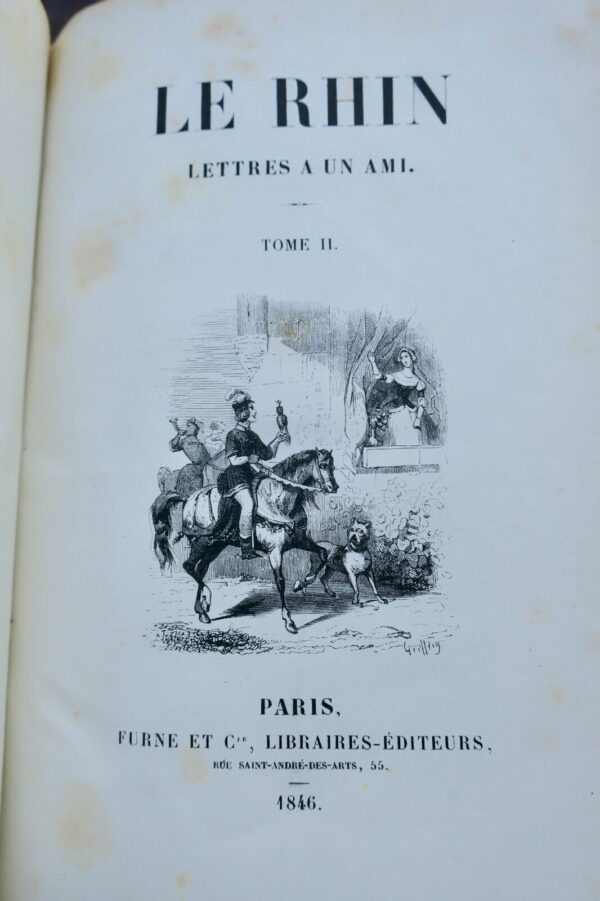 LE RHIN
LETTRES A UN AMI.
TOME II.
PARIS,
FURNE ET Cie, LIBRAIRES-ÉDITEURS,
RUE SAINT-ANDRÉ-DES-ARTS, 55.
1846.